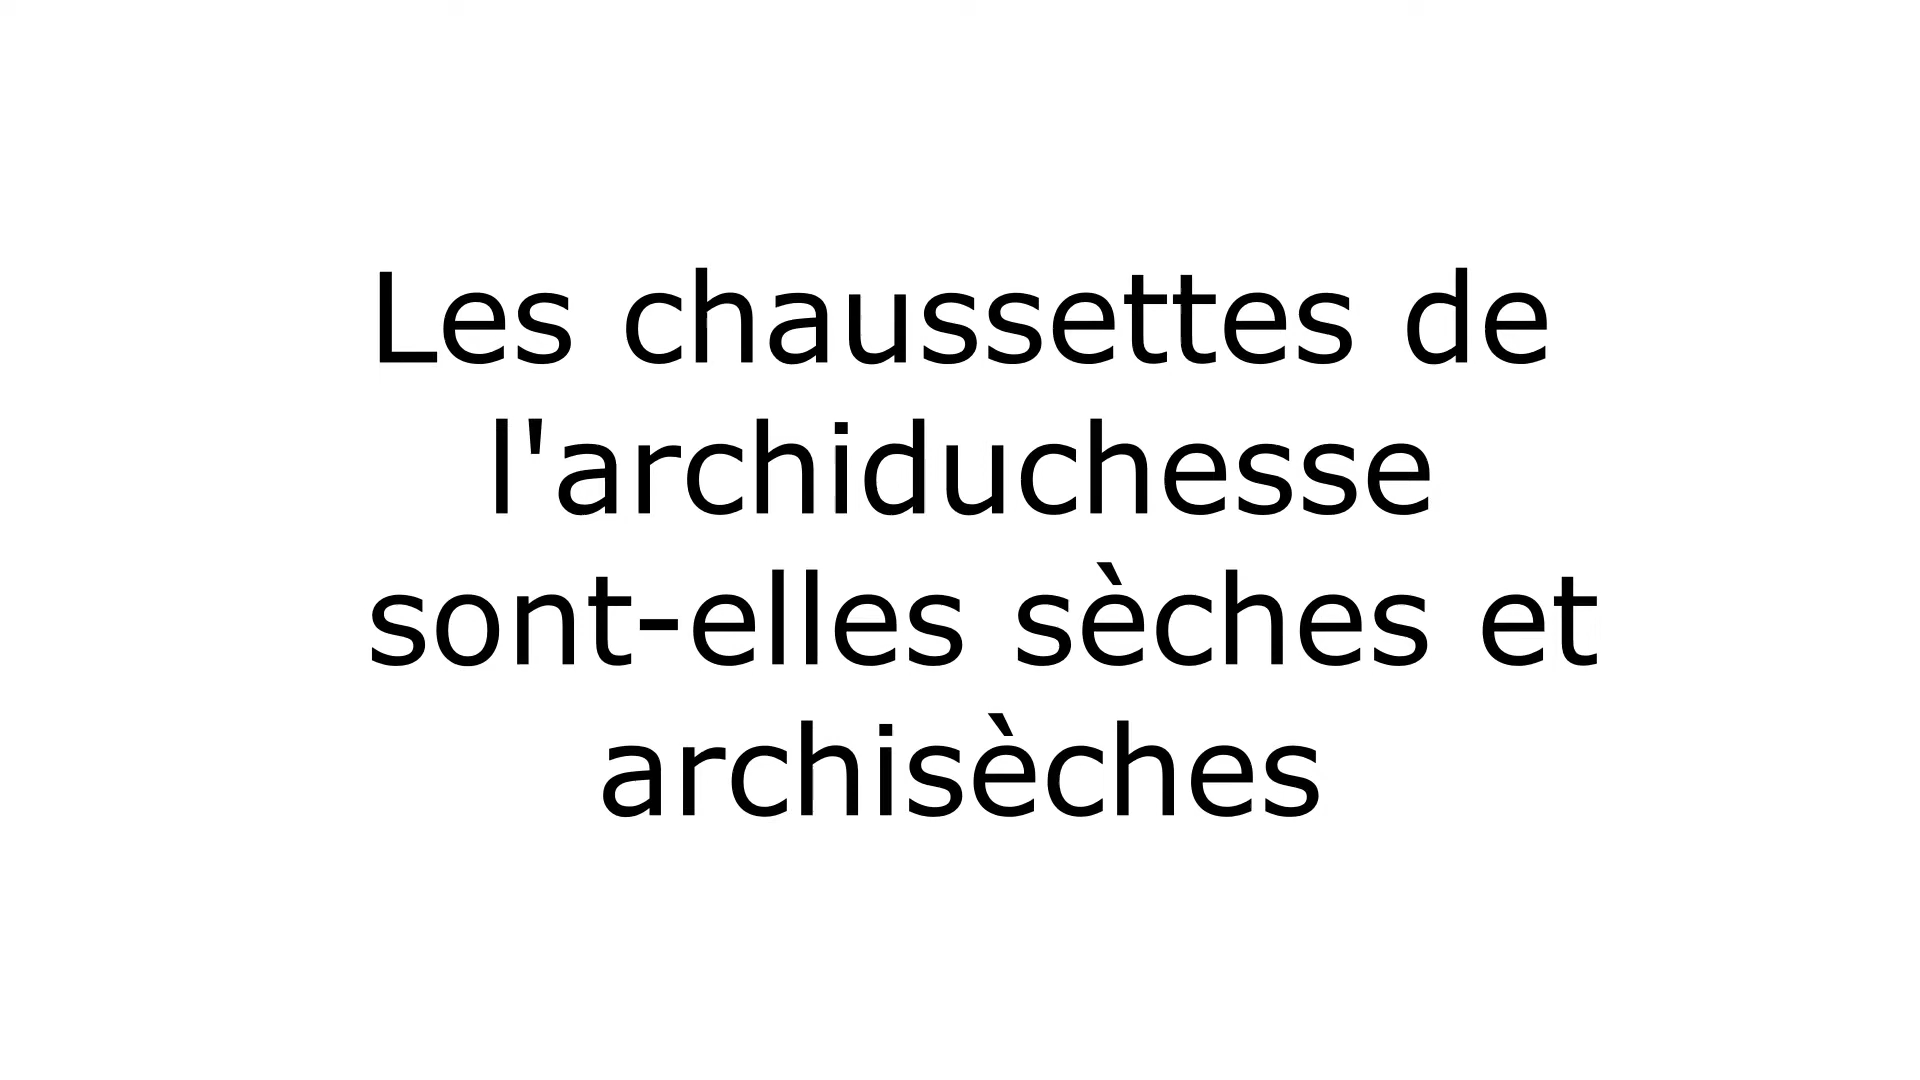 Les chaussettes de
l'archiduchesse
sont-elles sèches et
archisèches